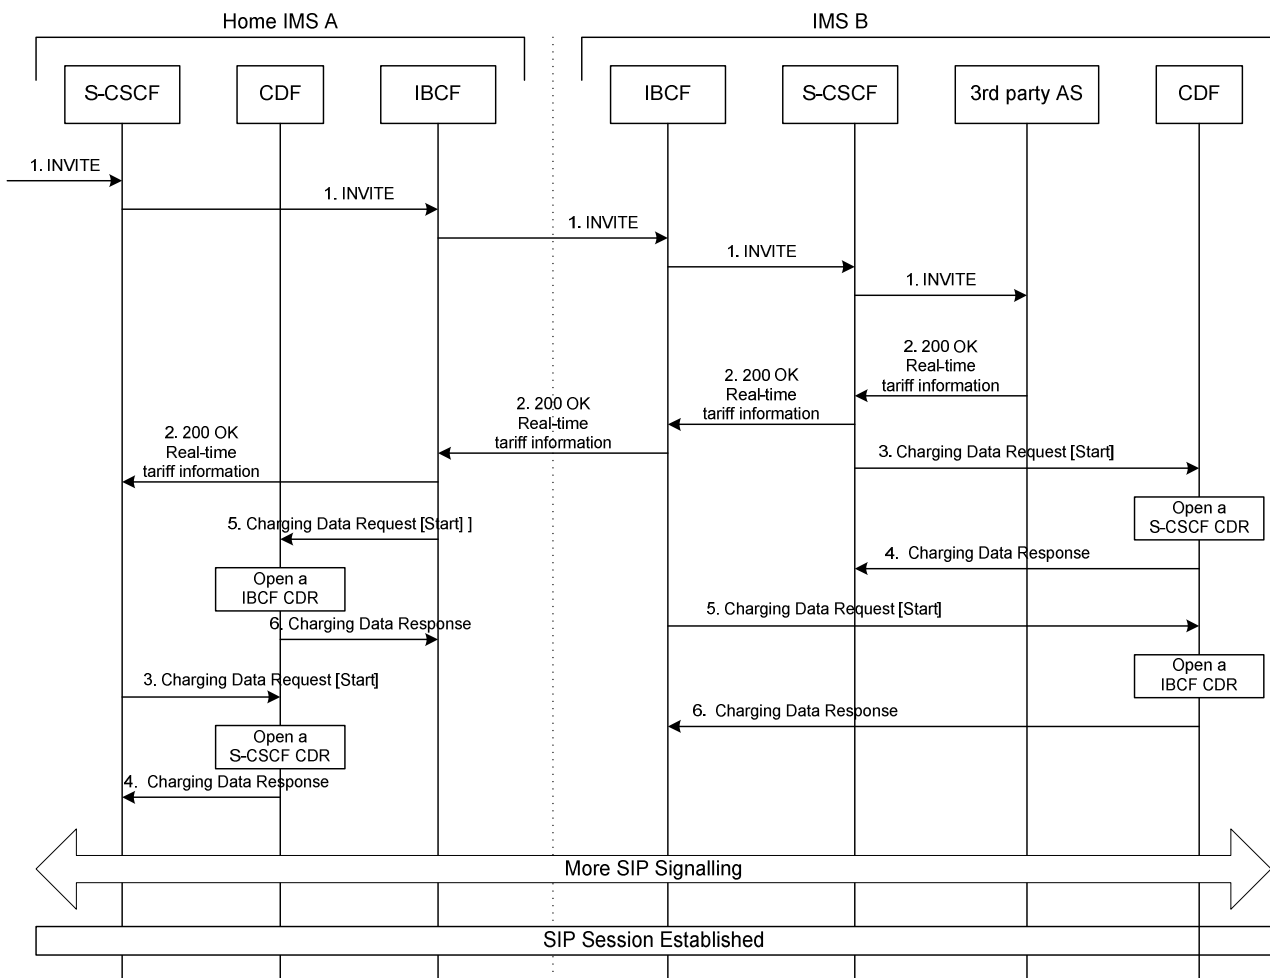 Home IMS A
IMS B
S-CSCF
CDF
IBCF
IBCF
S-CSCF
3rd party AS
CDF
1. INVITE
1. INVITE
1. INVITE
1. INVITE
1. INVITE
2. 200 OK
Real-time
tariff information
2. 200 OK
Real-time
tariff information
2. 200 OK
Real-time
tariff information
2. 200 OK
Real-time
tariff information
3. Charging Data Request [Start]
Open a
S-CSCF CDR
5. Charging Data Request [Start] ]
4. Charging Data Response
Open a
IBCF CDR
5. Charging Data Request [Start]
6. Charging Data Response
Open a
IBCF CDR
3. Charging Data Request [Start]
6. Charging Data Response
Open a
S-CSCF CDR
4. Charging Data Response
More SIP Signalling
SIP Session Established